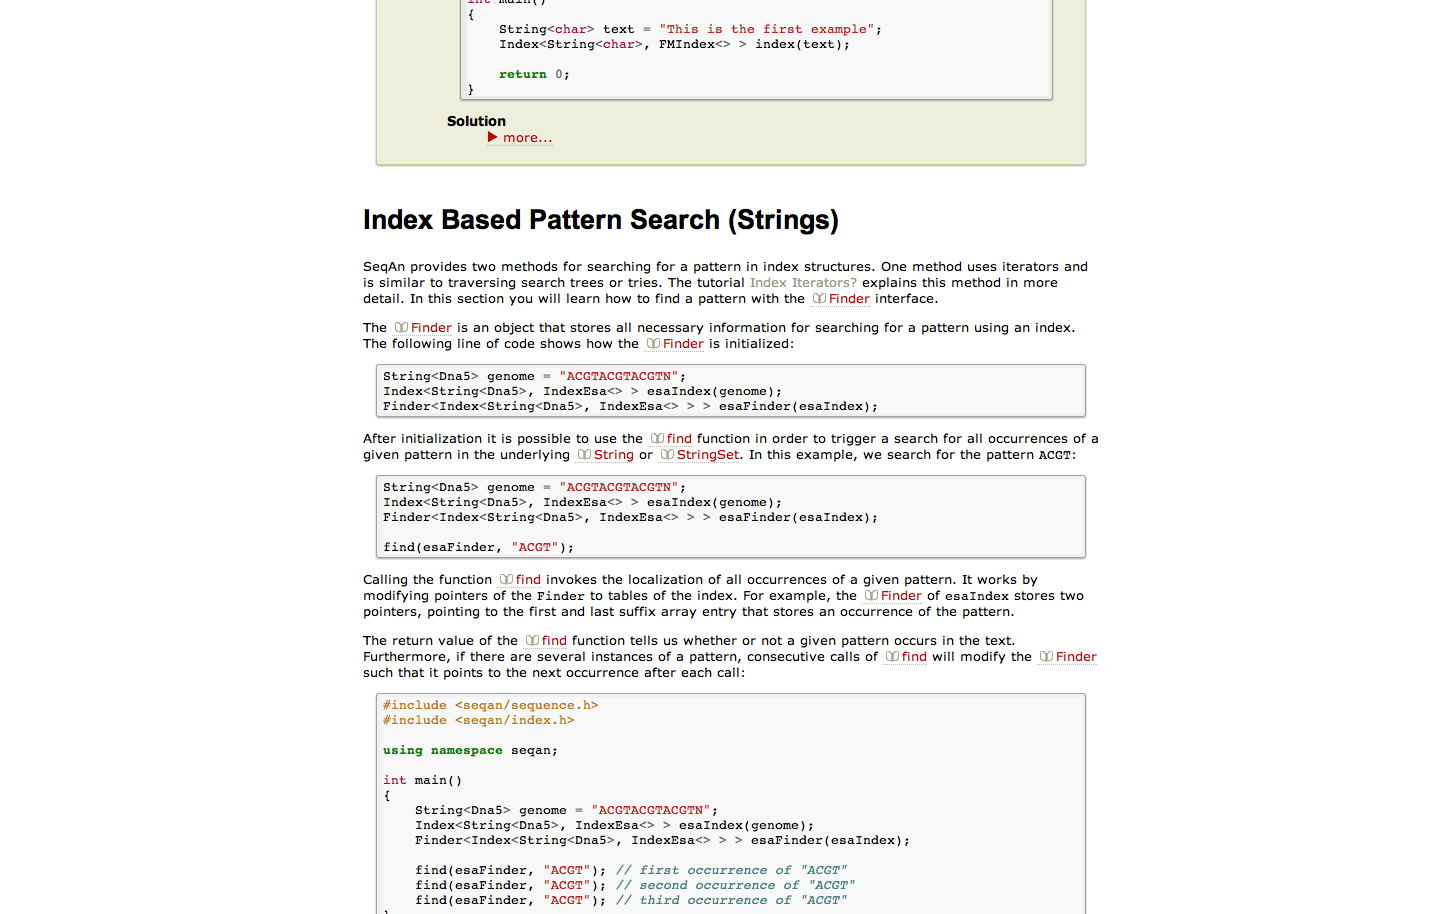 int main()
{
    String<char> text = "This is the first example";
    Index<String<char>, FMIndex<> > index(text);
    return 0;
}
Solution
more...
Index Based Pattern Search (Strings)
SeqAn provides two methods for searching for a pattern in index structures. One method uses iterators and
is similar to traversing search trees or tries. The tutorial Index Iterators? explains this method in more
detail. In this section you will learn how to find a pattern with the Finder interface.
The Finder is an object that stores all necessary information for searching for a pattern using an index.
The following line of code shows how the Finder is initialized:
String<Dna5> genome = "ACGTACGTACGTN";
Index<String<Dna5>, IndexEsa<> > esaIndex(genome);
Finder<Index<String<Dna5>, IndexEsa<> > > esaFinder(esaIndex);
After initialization it is possible to use the find function in order to trigger a search for all occurrences of a
given pattern in the underlying String or StringSet. In this example, we search for the pattern ACGT:
String<Dna5> genome = "ACGTACGTACGTN";
Index<String<Dna5>, IndexEsa<> > esaIndex(genome);
Finder<Index<String<Dna5>, IndexEsa<> > > esaFinder(esaIndex);
find(esaFinder, "ACGT");
Calling the function find invokes the localization of all occurrences of a given pattern. It works by
modifying pointers of the Finder to tables of the index. For example, the Finder of esaIndex stores two
pointers, pointing to the first and last suffix array entry that stores an occurrence of the pattern.
The return value of the find function tells us whether or not a given pattern occurs in the text.
Furthermore, if there are several instances of a pattern, consecutive calls of find will modify the Finder
such that it points to the next occurrence after each call:
#include <seqan/sequence.h>
#include <seqan/index.h>
using namespace seqan;
int main()
{
    String<Dna5> genome = "ACGTACGTACGTN";
    Index<String<Dna5>, IndexEsa<> > esaIndex(genome);
    Finder<Index<String<Dna5>, IndexEsa<> > > esaFinder(esaIndex);
    find(esaFinder, "ACGT"); // first occurrence of "ACGT"
    find(esaFinder, "ACGT"); // second occurrence of "ACGT"
    find(esaFinder, "ACGT"); // third occurrence of "ACGT"